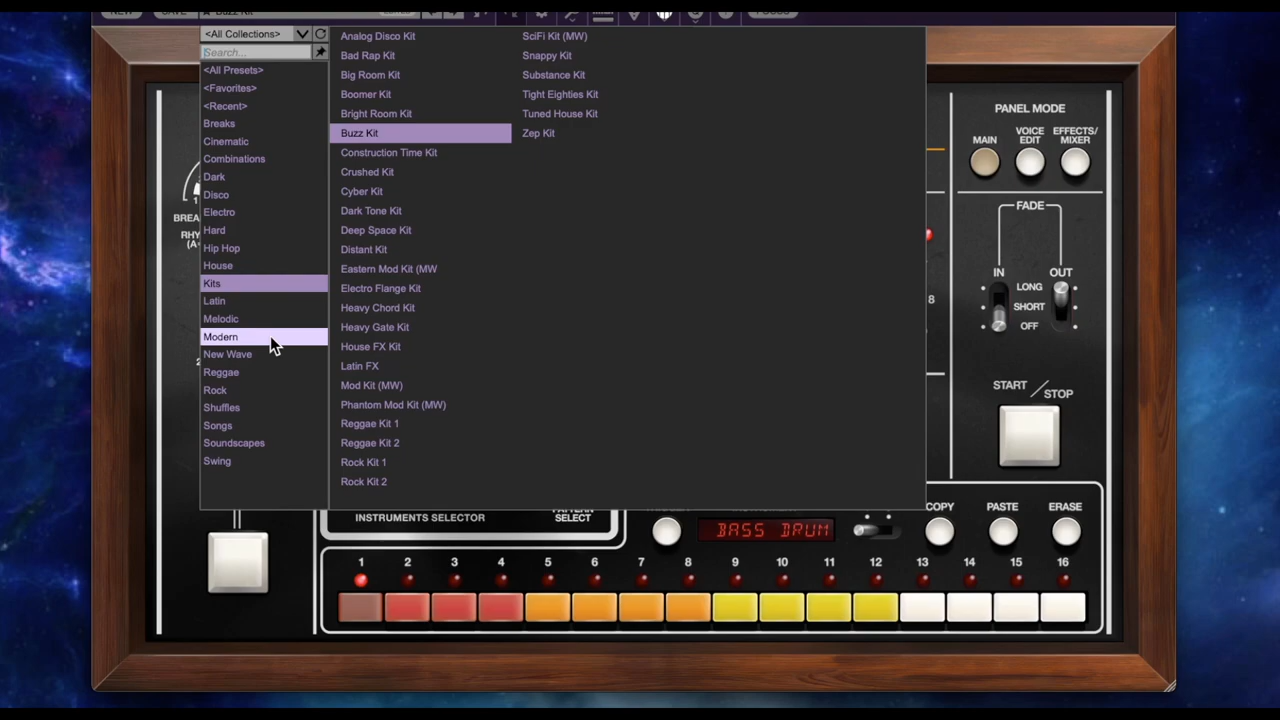 NEW SAVE Buzz Kit
<All Collections>
Search...
<All Presets>
<Favorites>
<Recent>
Breaks
Cinematic
Combinations
Dark
Disco
Electro
Hard
Hip Hop
House
Kits
Latin
Melodic
Modern
New Wave
Reggae
Rock
Shuffles
Songs
Soundscapes
Swing
Analog Disco Kit
Bad Rap Kit
Big Room Kit
Boomer Kit
Bright Room Kit
Buzz Kit
Construction Time Kit
Crushed Kit
Cyber Kit
Dark Tone Kit
Deep Space Kit
Distant Kit
Eastern Mod Kit (MW
Electro Flange Kit
Heavy Chord Kit
Heavy Gate Kit
House FX Kit
Latin FX
Mod Kit (MW)
Phantom Mod Kit (MW)
Reggae Kit 1
Reggae Kit 2
Rock Kit 1
Rock Kit 2
SciFi Kit (MW)
Snappy Kit
Substance Kit
Tight Eighties Kit
Tuned House Kit
Zep Kit
PANEL MODE
MAIN
VOICE EDIT
EFFECTS/ MIXER
FADE
IN OUT
LONG
SHORT
OFF
8
START / STOP
BREA
RHY
(A-
1
INSTRUMENTS SELECTOR
PATTERN SELECT
BASS DRUM
COPY PASTE ERASE
1 2 3 4 5 6 7 8 9 10 11 12 13 14 15 16